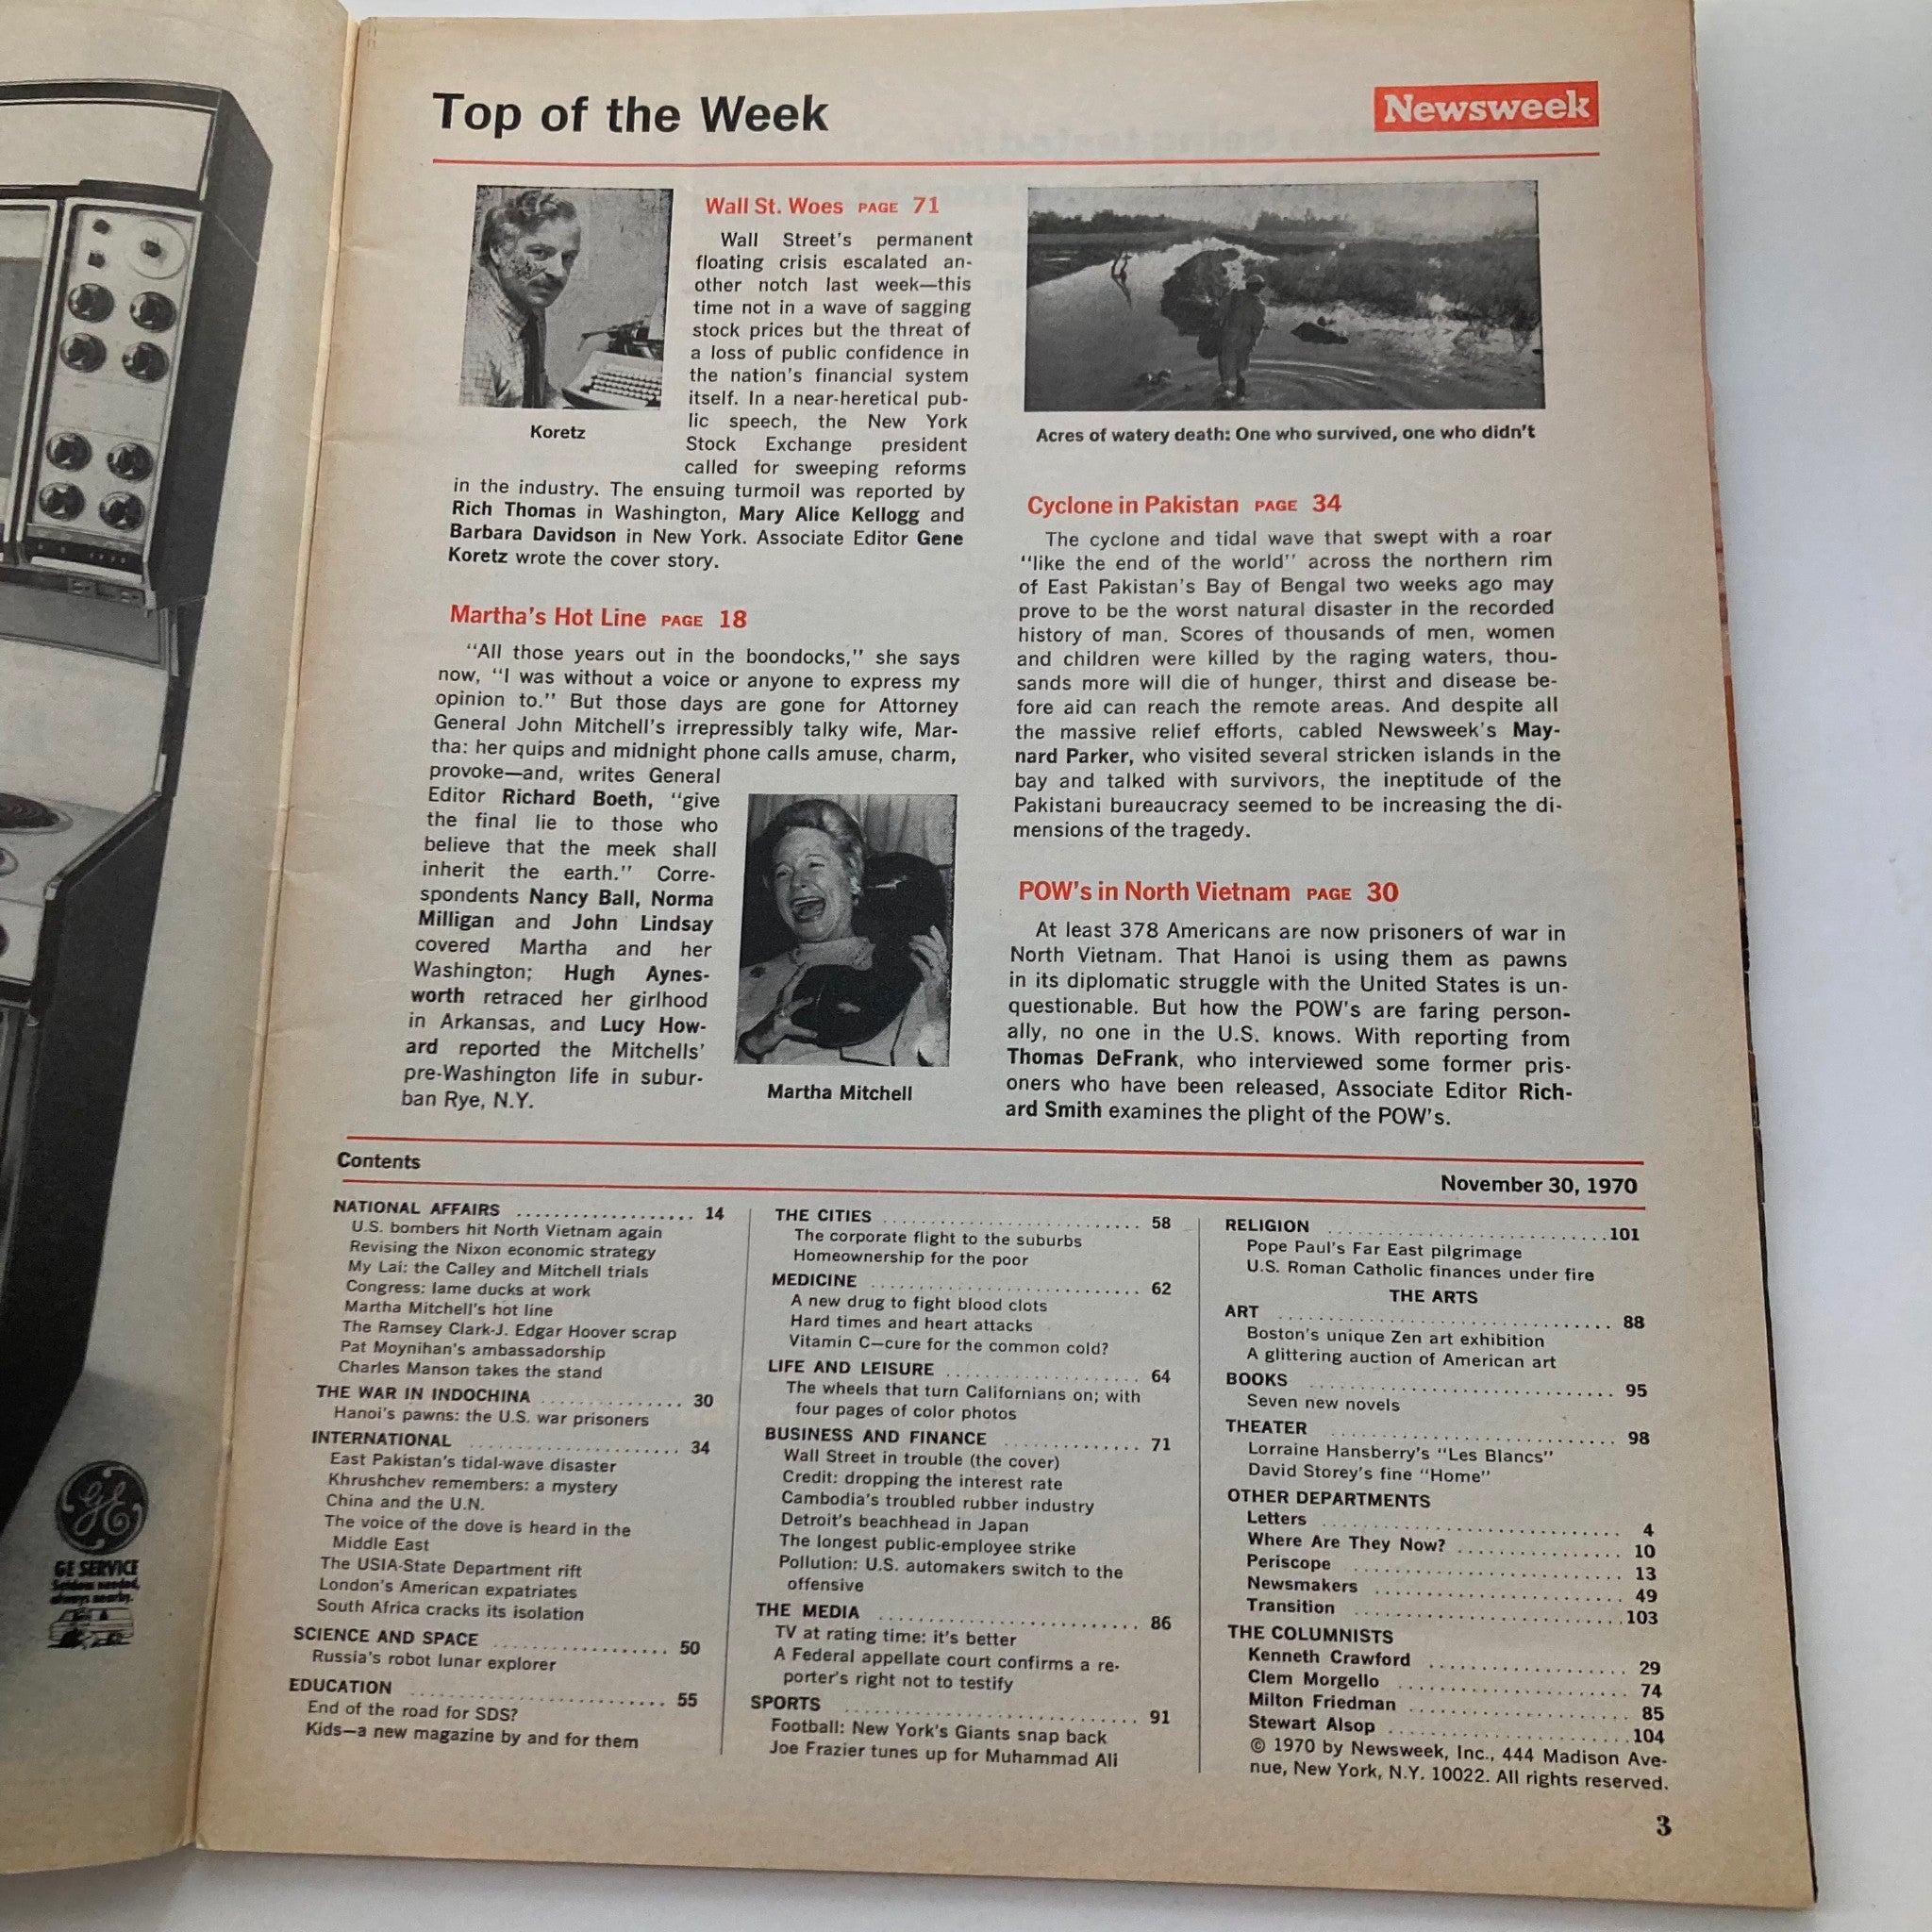 Top of the Week
Newsweek
Koretz
Wall St. Woes PAGE 71
Wall Street's permanent
floating crisis escalated an-
other notch last week—this
time not in a wave of sagging
stock prices but the threat of
a loss of public confidence in
the nation's financial system
itself. In a near-heretical pub-
lic speech, the New York
Stock Exchange president
called for sweeping reforms
in the industry. The ensuing turmoil was reported by
Rich Thomas in Washington, Mary Alice Kellogg and
Barbara Davidson in New York. Associate Editor Gene
Koretz wrote the cover story.
Martha's Hot Line PAGE 18
"All those years out in the boondocks," she says
now, "I was without a voice or anyone to express my
opinion to." But those days are gone for Attorney
General John Mitchell's irrepressibly talky wife, Mar-
tha: her quips and midnight phone calls amuse, charm,
provoke—and, writes General
Editor Richard Boeth, "give
the final lie to those who
believe that the meek shall
inherit the earth." Corre-
spondents Nancy Ball, Norma
Milligan and John Lindsay
covered Martha and her
Washington; Hugh Aynes-
worth retraced her girlhood
in Arkansas, and Lucy How-
ard reported the Mitchells'
pre-Washington life in subur-
ban Rye, N.Y.
Martha Mitchell
Acres of watery death: One who survived, one who didn't
Cyclone in Pakistan PAGE 34
The cyclone and tidal wave that swept with a roar
"like the end of the world" across the northern rim
of East Pakistan's Bay of Bengal two weeks ago may
prove to be the worst natural disaster in the recorded
history of man. Scores of thousands of men, women
and children were killed by the raging waters, thou-
sands more will die of hunger, thirst and disease be-
fore aid can reach the remote areas. And despite all
the massive relief efforts, cabled Newsweek's May-
nard Parker, who visited several stricken islands in the
bay and talked with survivors, the ineptitude of the
Pakistani bureaucracy seemed to be increasing the di-
mensions of the tragedy.
POW's in North Vietnam PAGE 30
At least 378 Americans are now prisoners of war in
North Vietnam. That Hanoi is using them as pawns
in its diplomatic struggle with the United States is un-
questionable. But how the POW's are faring person-
ally, no one in the U.S. knows. With reporting from
Thomas DeFrank, who interviewed some former pris-
oners who have been released, Associate Editor Rich-
ard Smith examines the plight of the POW's.
Contents
November 30, 1970
NATIONAL AFFAIRS .................... 14
U.S. bombers hit North Vietnam again
Revising the Nixon economic strategy
My Lai: the Calley and Mitchell trials
Congress: lame ducks at work
Martha Mitchell's hot line
The Ramsey Clark-J. Edgar Hoover scrap
Pat Moynihan's ambassadorship
Charles Manson takes the stand
THE WAR IN INDOCHINA ................ 30
Hanoi's pawns: the U.S. war prisoners
INTERNATIONAL ........................ 34
East Pakistan's tidal-wave disaster
Khrushchev remembers: a mystery
China and the U.N.
The voice of the dove is heard in the
Middle East
The USIA-State Department rift
London's American expatriates
South Africa cracks its isolation
SCIENCE AND SPACE ................... 50
Russia's robot lunar explorer
EDUCATION ............................ 55
End of the road for SDS?
Kids—a new magazine by and for them
THE CITIES ............................ 58
The corporate flight to the suburbs
Homeownership for the poor
MEDICINE ............................. 62
A new drug to fight blood clots
Hard times and heart attacks
Vitamin C—cure for the common cold?
LIFE AND LEISURE ..................... 64
The wheels that turn Californians on; with
four pages of color photos
BUSINESS AND FINANCE ............... 71
Wall Street in trouble (the cover)
Credit: dropping the interest rate
Cambodia's troubled rubber industry
Detroit's beachhead in Japan
The longest public-employee strike
Pollution: U.S. automakers switch to the
offensive
THE MEDIA ............................ 86
TV at rating time: it's better
A Federal appellate court confirms a re-
porter's right not to testify
SPORTS ............................... 91
Football: New York's Giants snap back
Joe Frazier tunes up for Muhammad Ali
RELIGION .............................101
Pope Paul's Far East pilgrimage
U.S. Roman Catholic finances under fire
THE ARTS
ART .................................. 88
Boston's unique Zen art exhibition
A glittering auction of American art
BOOKS ................................ 95
Seven new novels
THEATER .............................. 98
Lorraine Hansberry's "Les Blancs"
David Storey's fine "Home"
OTHER DEPARTMENTS
Letters ................................ 4
Where Are They Now? ................. 10
Periscope ............................. 13
Newsmakers .......................... 49
Transition ............................103
THE COLUMNISTS
Kenneth Crawford .................... 29
Clem Morgello ........................ 74
Milton Friedman ...................... 85
Stewart Alsop ........................104
© 1970 by Newsweek, Inc., 444 Madison Ave-
nue, New York, N.Y. 10022. All rights reserved.
3
GE
GE SERVICE
Seldom needed,
always nearby.